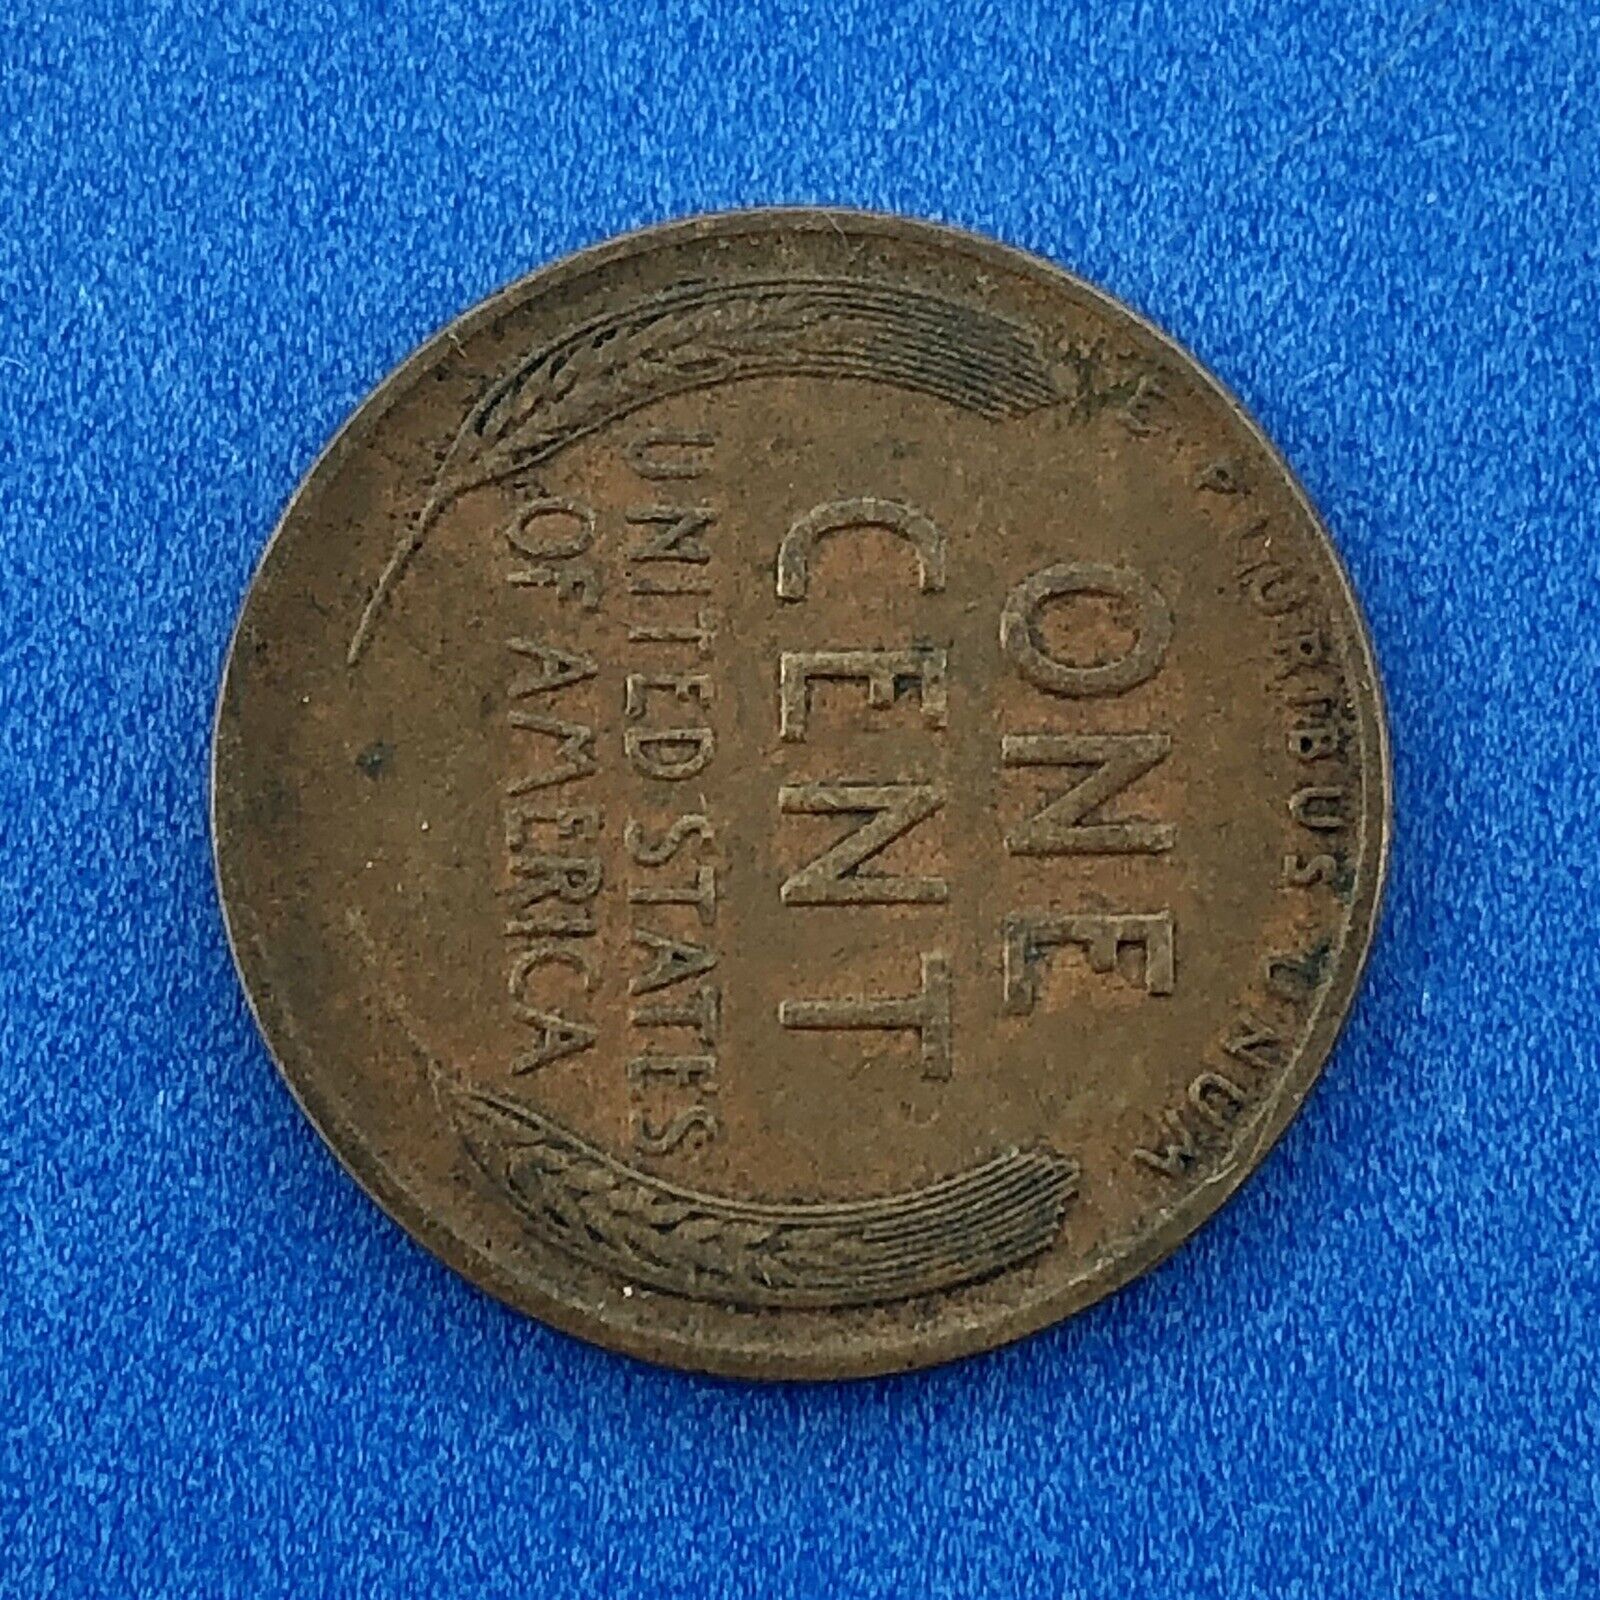 E PLURIBUS UNUM
ONE
CENT
UNITED STATES
OF AMERICA